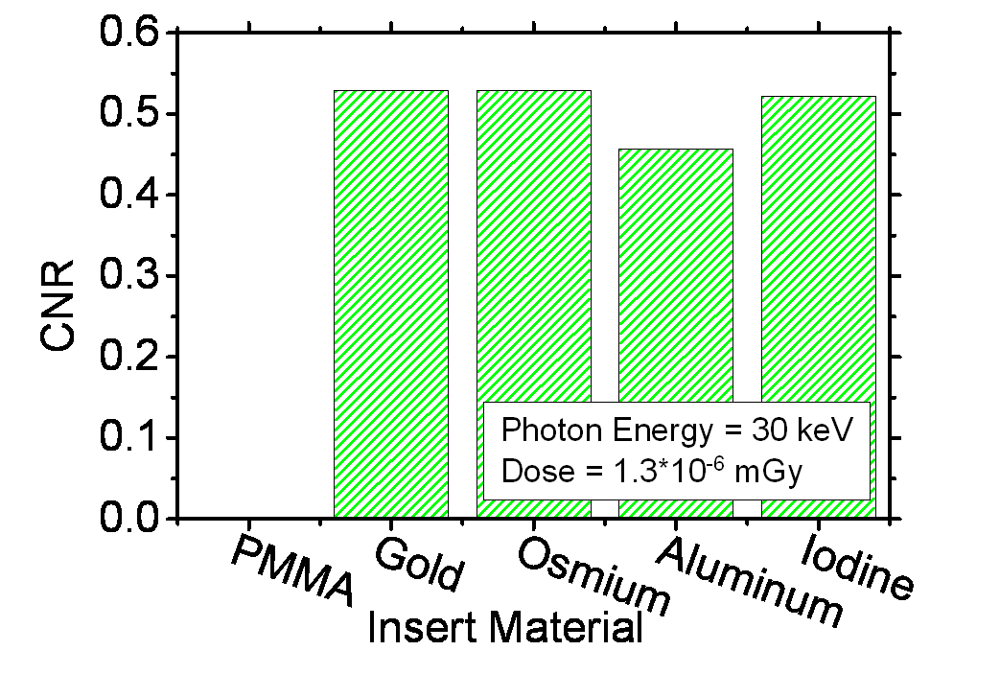 0.6
0.5
0.4
0.3
0.2
0.1
0.0
CNR
Photon Energy = 30 keV
Dose = 1.3*10⁻⁶ mGy
PMMA
Gold
Osmium
Aluminum
Iodine
Insert Material